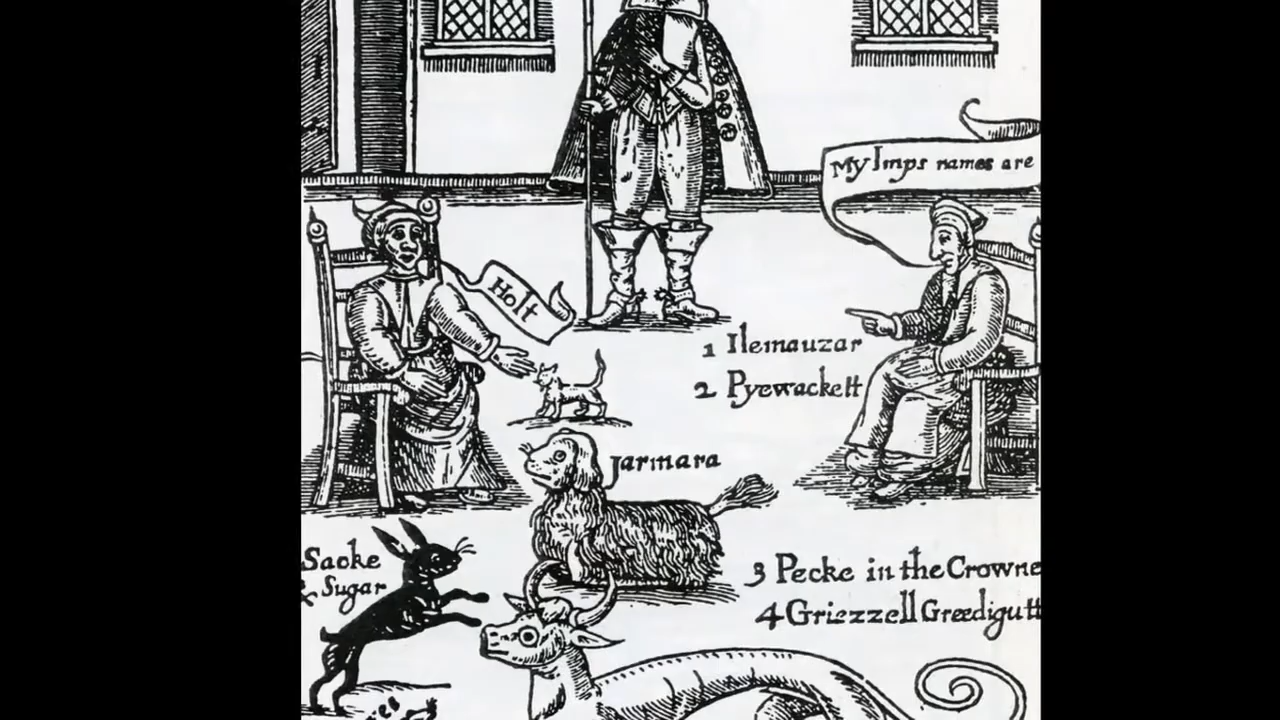 My Imps names are
Holt
1 Ilemauzar
2 Pyewackett
Jarmara
Sacke
& Sugar
3 Pecke in the Crowne
4 Griezzell Greedigutt